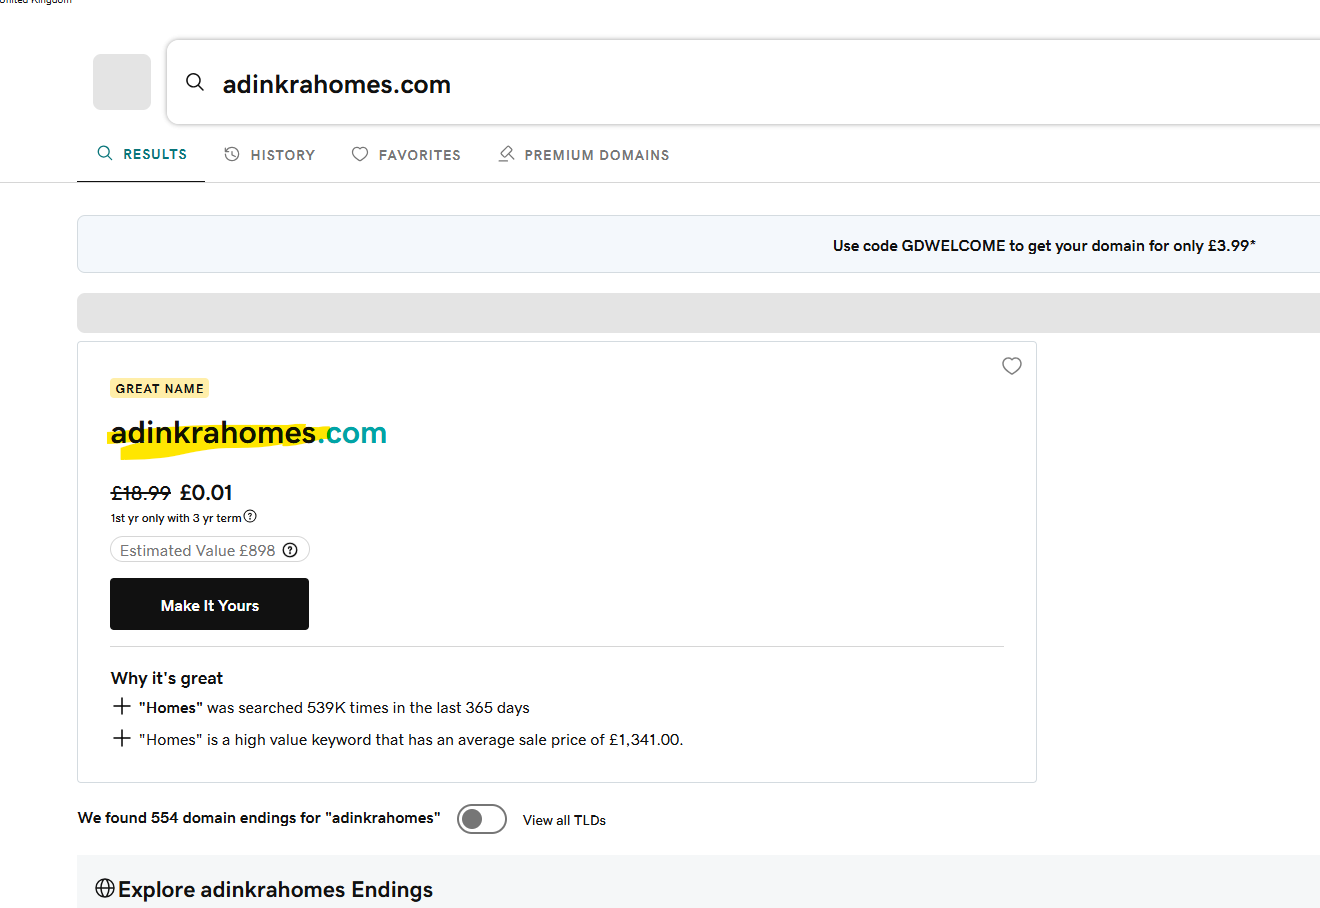 United Kingdom
adinkrahomes.com
RESULTS HISTORY FAVORITES PREMIUM DOMAINS
Use code GDWELCOME to get your domain for only £3.99*
GREAT NAME
adinkrahomes.com
£18.99 £0.01
1st yr only with 3 yr term ?
Estimated Value £898 ?
Make It Yours
Why it's great
"Homes" was searched 539K times in the last 365 days
"Homes" is a high value keyword that has an average sale price of £1,341.00.
We found 554 domain endings for "adinkrahomes" View all TLDs
Explore adinkrahomes Endings